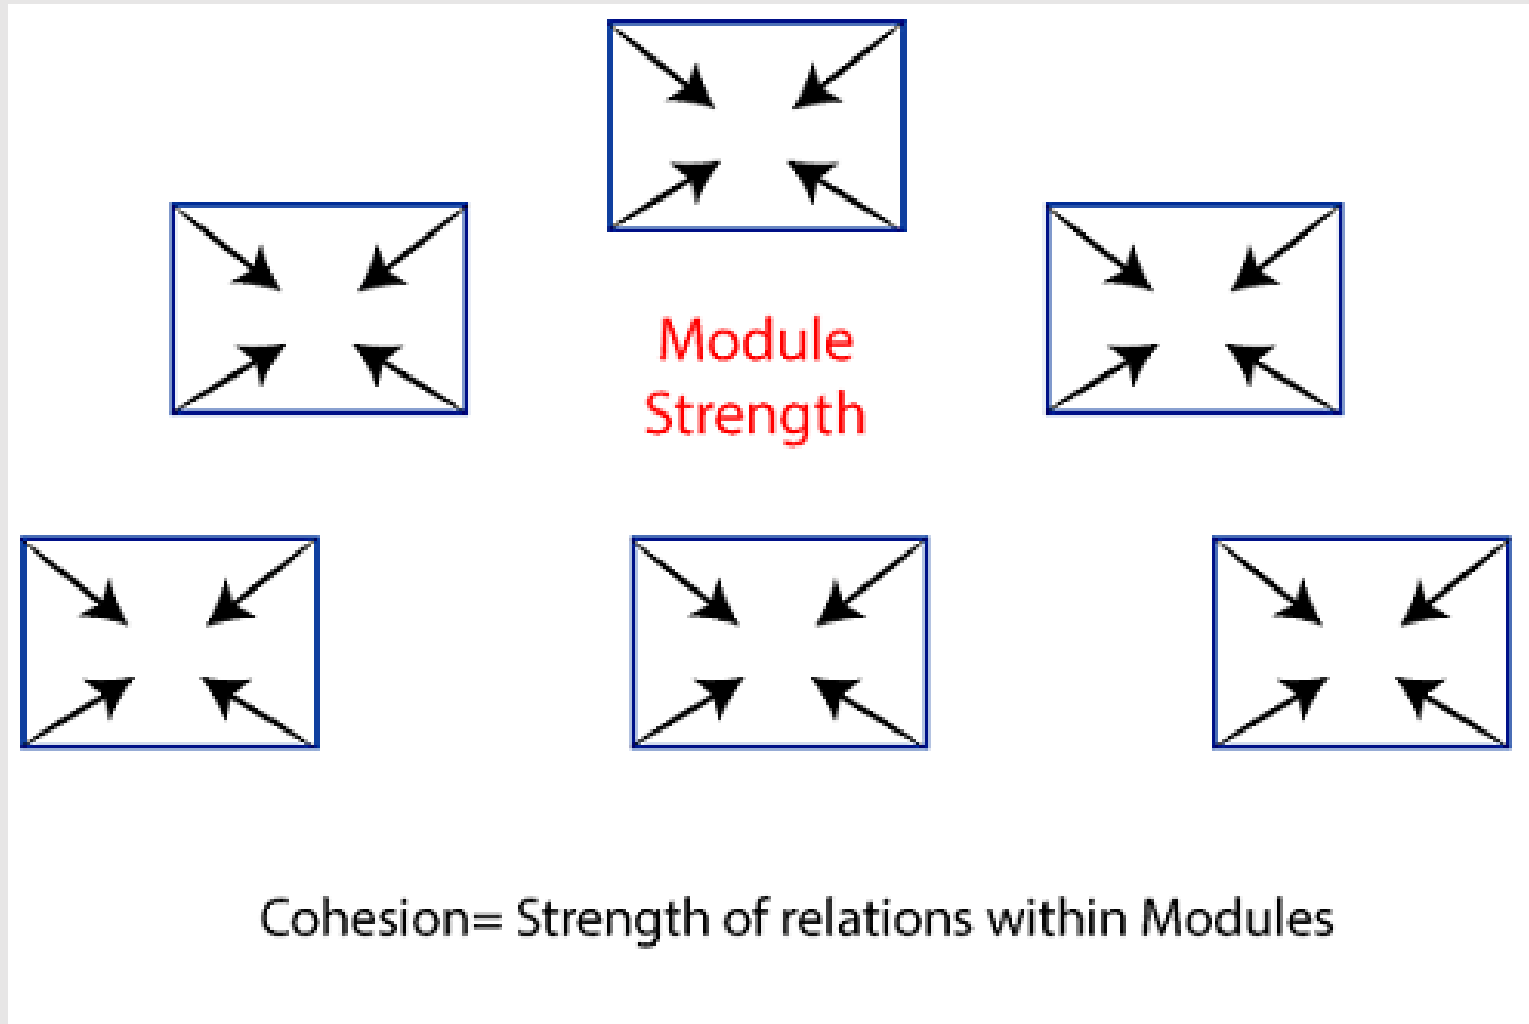 Module
Strength
Cohesion= Strength of relations within Modules